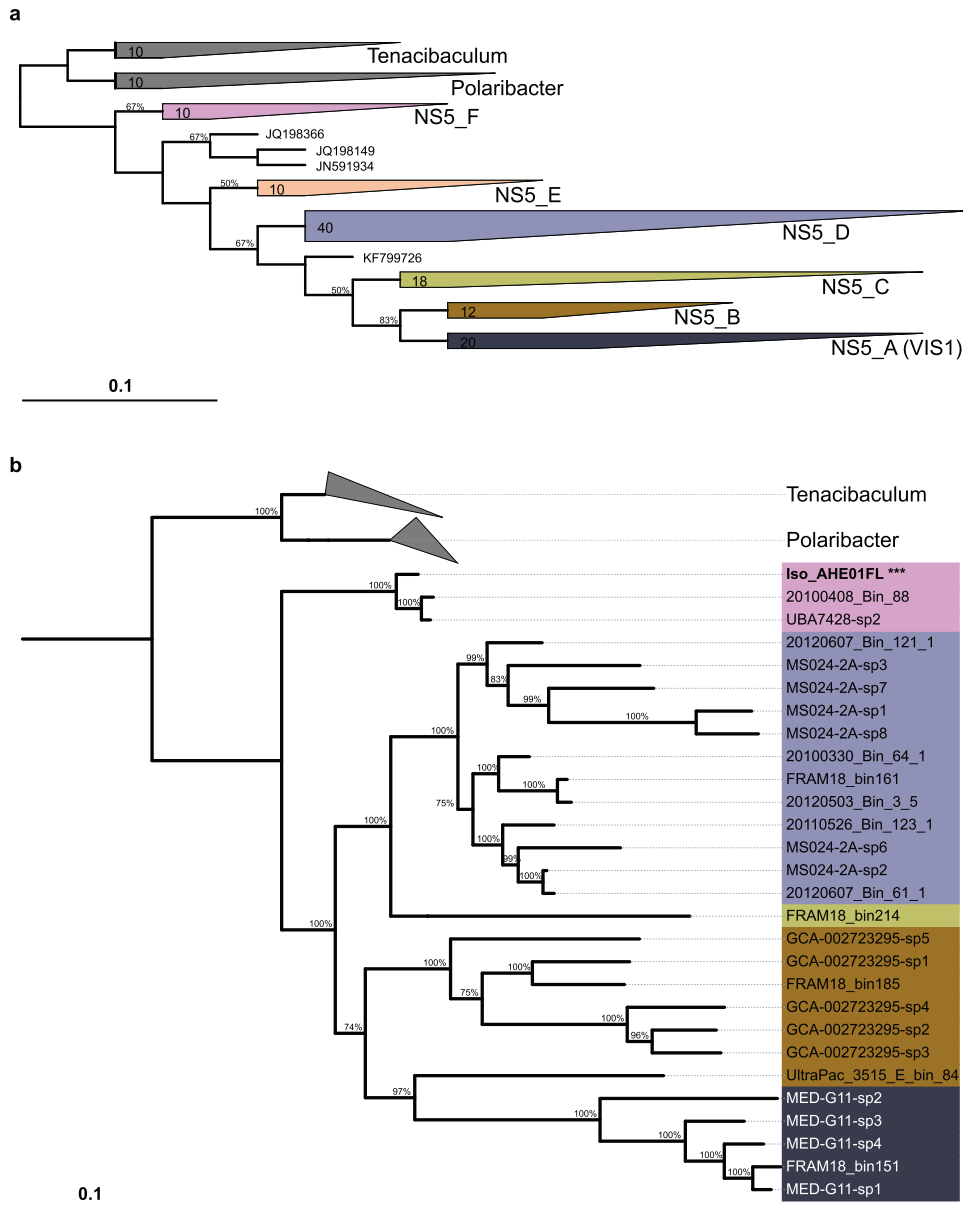 a
10
Tenacibaculum
10
Polaribacter
67%
10
NS5_F
67%
JQ198366
JQ198149
JN591934
50%
10
NS5_E
40
67%
NS5_D
KF799726
50%
18
NS5_C
12
83%
NS5_B
20
NS5_A (VIS1)
0.1
b
Tenacibaculum
100%
Polaribacter
Iso_AHE01FL ***
100%
20100408_Bin_88
100%
UBA7428-sp2
20120607_Bin_121_1
99%
MS024-2A-sp3
83%
MS024-2A-sp7
99%
MS024-2A-sp1
100%
MS024-2A-sp8
100%
20100330_Bin_64_1
100%
FRAM18_bin161
100%
20120503_Bin_3_5
75%
20110526_Bin_123_1
100%
MS024-2A-sp6
99%
MS024-2A-sp2
100%
20120607_Bin_61_1
100%
FRAM18_bin214
100%
GCA-002723295-sp5
100%
GCA-002723295-sp1
100%
FRAM18_bin185
75%
GCA-002723295-sp4
100%
GCA-002723295-sp2
96%
GCA-002723295-sp3
74%
UltraPac_3515_E_bin_84
97%
MED-G11-sp2
100%
MED-G11-sp3
100%
MED-G11-sp4
100%
FRAM18_bin151
100%
MED-G11-sp1
0.1